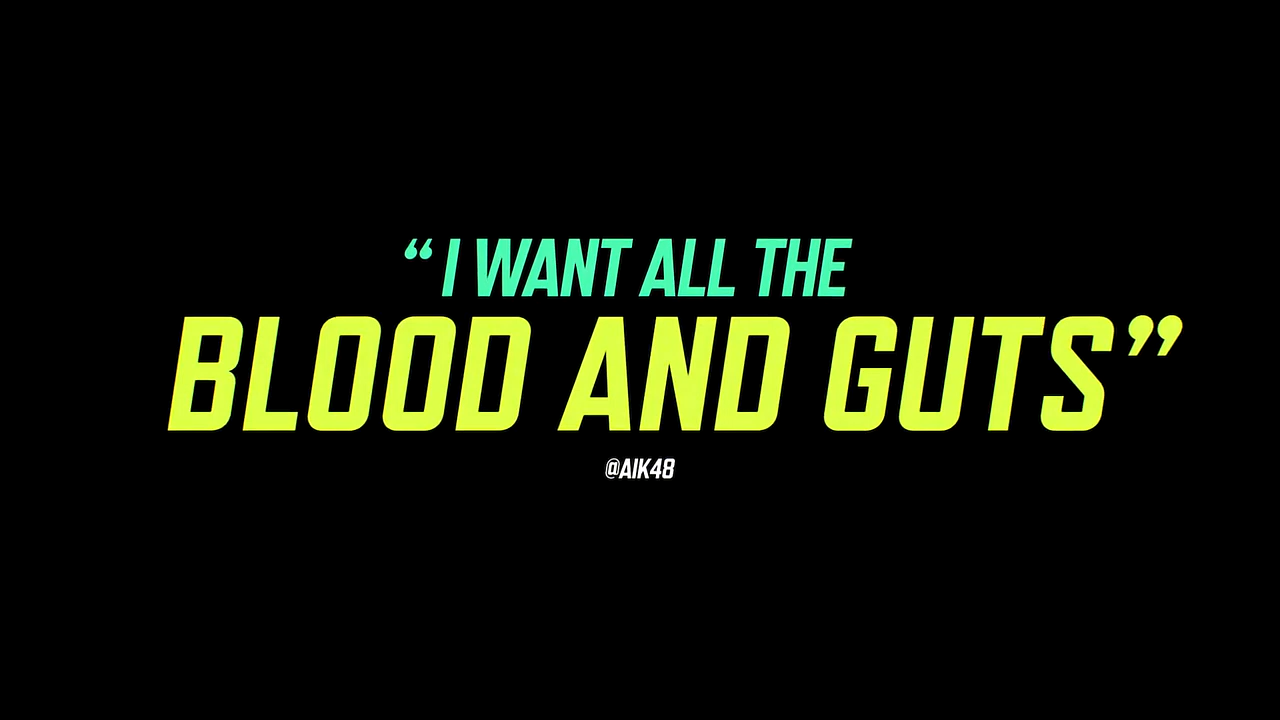 “ I WANT ALL THE
BLOOD AND GUTS”
@AIK48